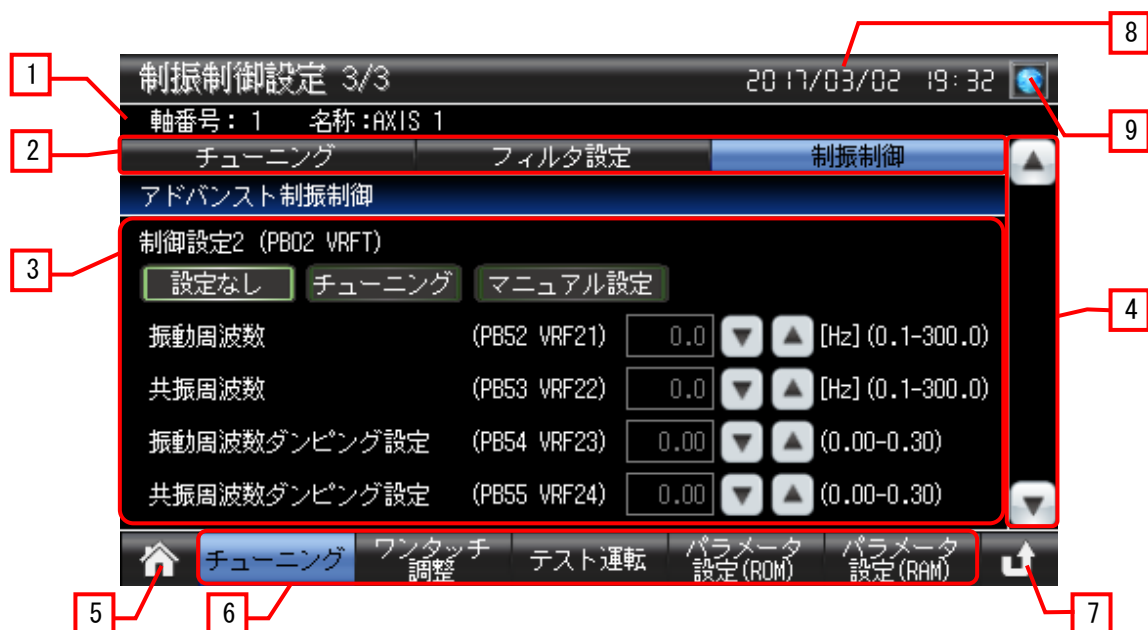 8
1
制振制御設定 3/3 2017/03/02 19:32
9
軸番号: 1 名称:AXIS 1
2
チューニング フィルタ設定 制振制御
アドバンスト制振制御
3
制御設定2 (PB02 VRFT)
設定なし チューニング マニュアル設定
4
振動周波数 (PB52 VRF21) 0.0 [Hz](0.1-300.0)
共振周波数 (PB53 VRF22) 0.0 [Hz](0.1-300.0)
振動周波数ダンピング設定 (PB54 VRF23) 0.00 (0.00-0.30)
共振周波数ダンピング設定 (PB55 VRF24) 0.00 (0.00-0.30)
チューニング ワンタッチ調整 テスト運転 パラメータ設定(ROM) パラメータ設定(RAM)
5 6 7